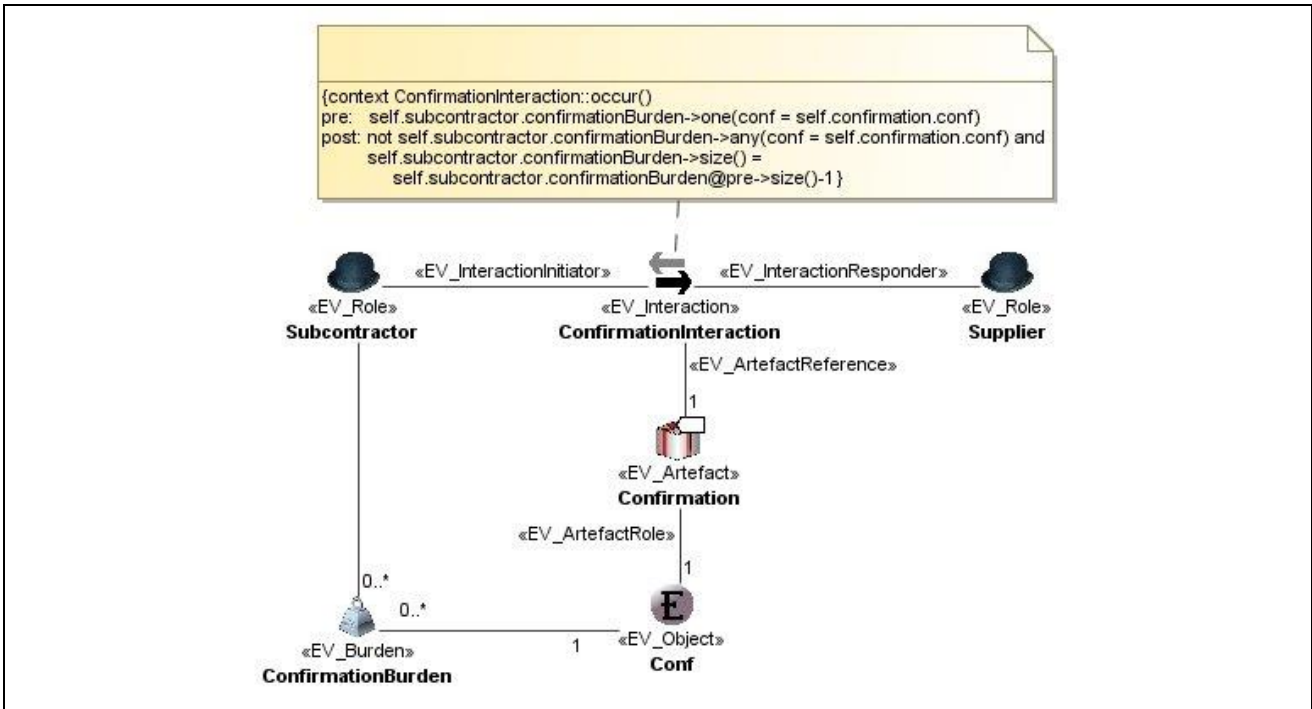 {context ConfirmationInteraction::occur()
pre: self.subcontractor.confirmationBurden->one(conf = self.confirmation.conf)
post: not self.subcontractor.confirmationBurden->any(conf = self.confirmation.conf) and
self.subcontractor.confirmationBurden->size() =
self.subcontractor.confirmationBurden@pre->size()-1}
«EV_InteractionInitiator» «EV_InteractionResponder»
«EV_Role» «EV_Interaction» «EV_Role»
Subcontractor ConfirmationInteraction Supplier
«EV_ArtefactReference»
1
«EV_Artefact»
Confirmation
«EV_ArtefactRole»
1
0..*
0..*
E
1
«EV_Burden» «EV_Object»
ConfirmationBurden Conf